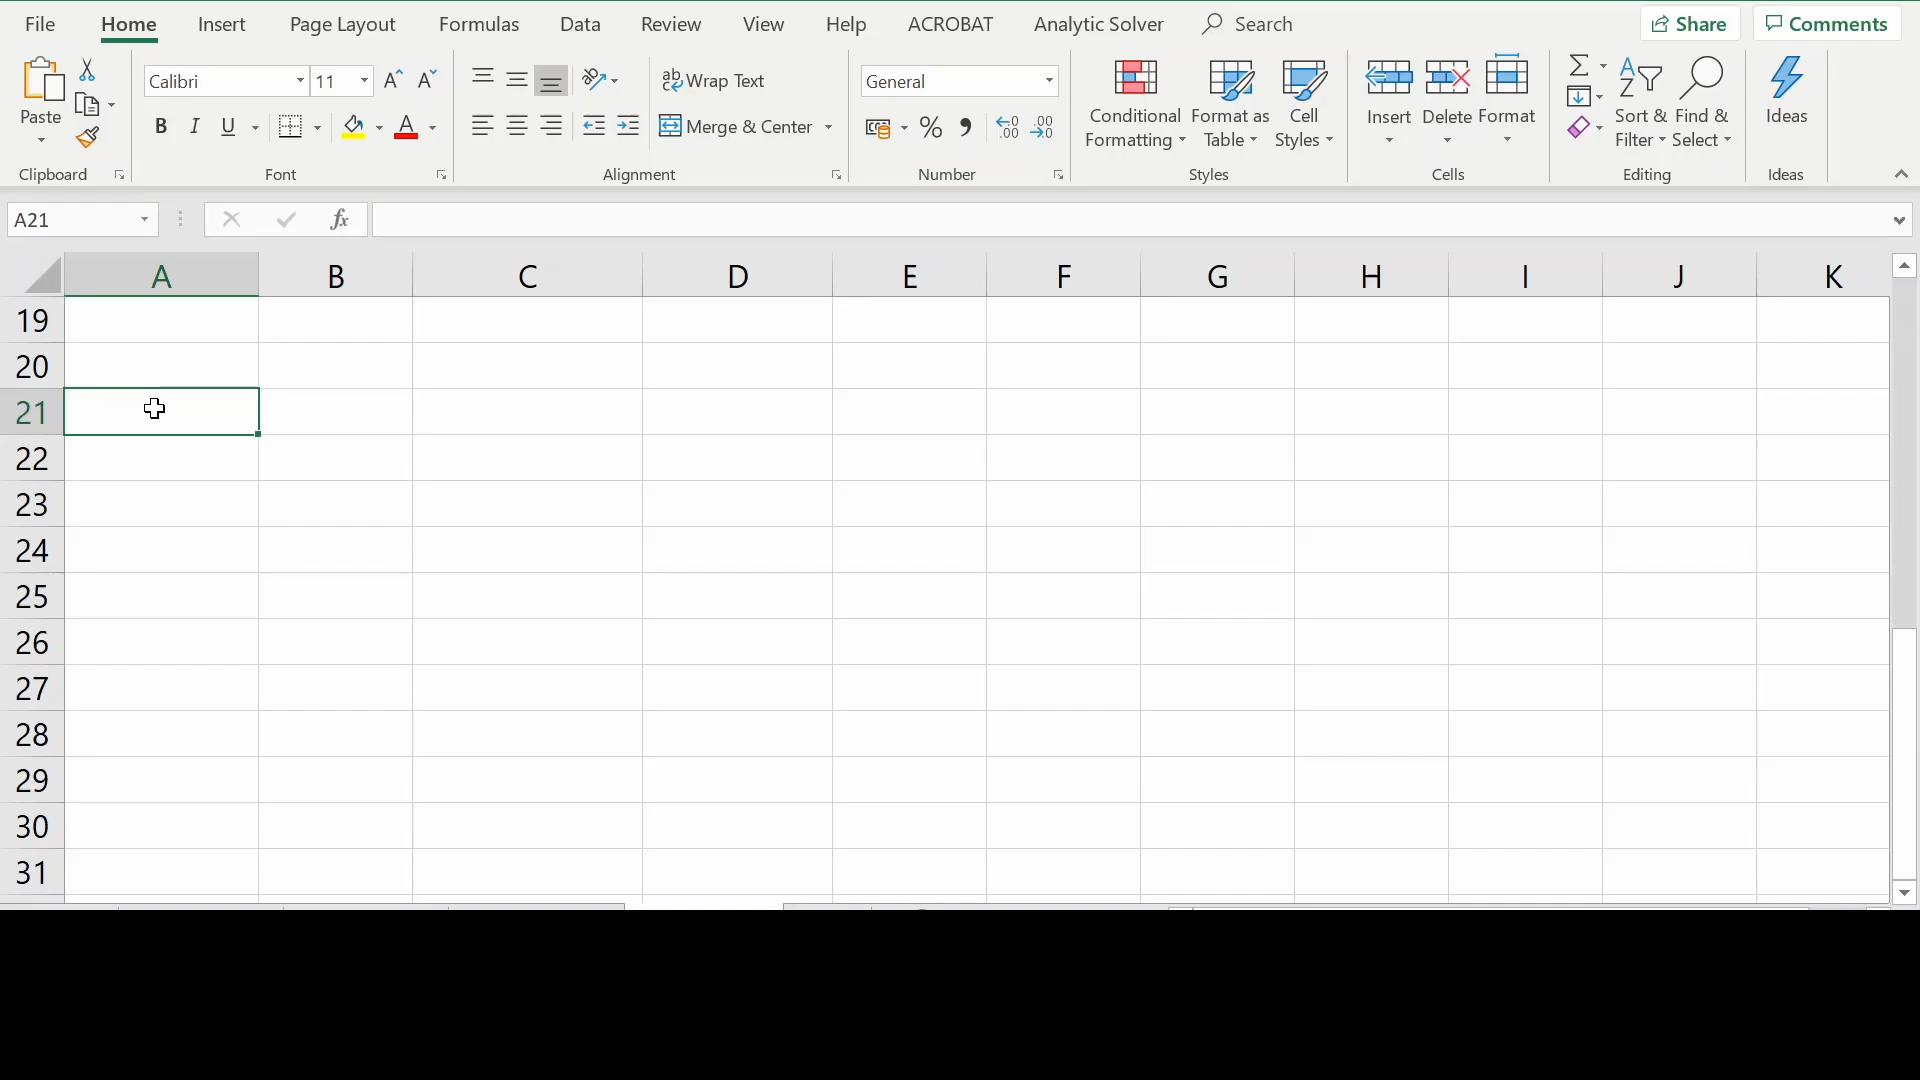 File Home Insert Page Layout Formulas Data Review View Help ACROBAT Analytic Solver Search Share Comments
Paste Calibri 11 Wrap Text General Conditional Formatting Format as Table Cell Styles Insert Delete Format Sort & Filter Find & Select Ideas
B I U A Merge & Center %
Clipboard Font Alignment Number Styles Cells Editing Ideas
A21 fx
A B C D E F G H I J K
19
20
21
22
23
24
25
26
27
28
29
30
31